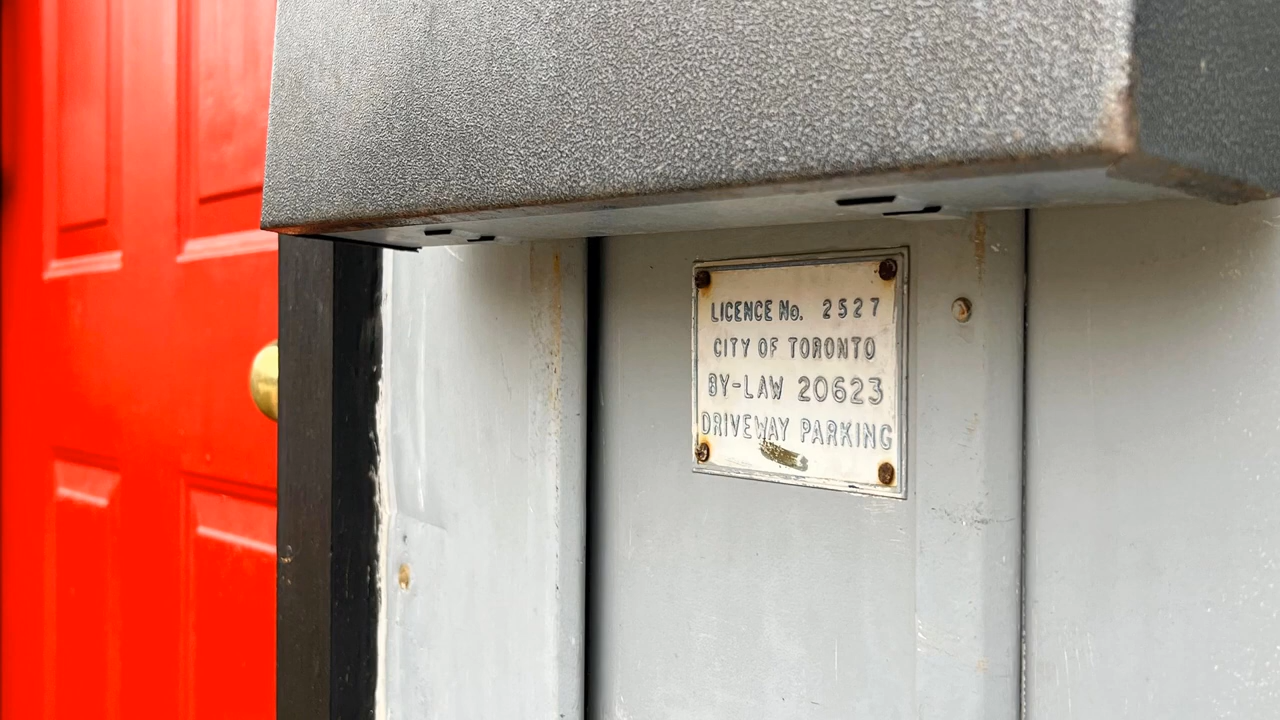 LICENCE No. 2527
CITY OF TORONTO
BY-LAW 20623
DRIVEWAY PARKING